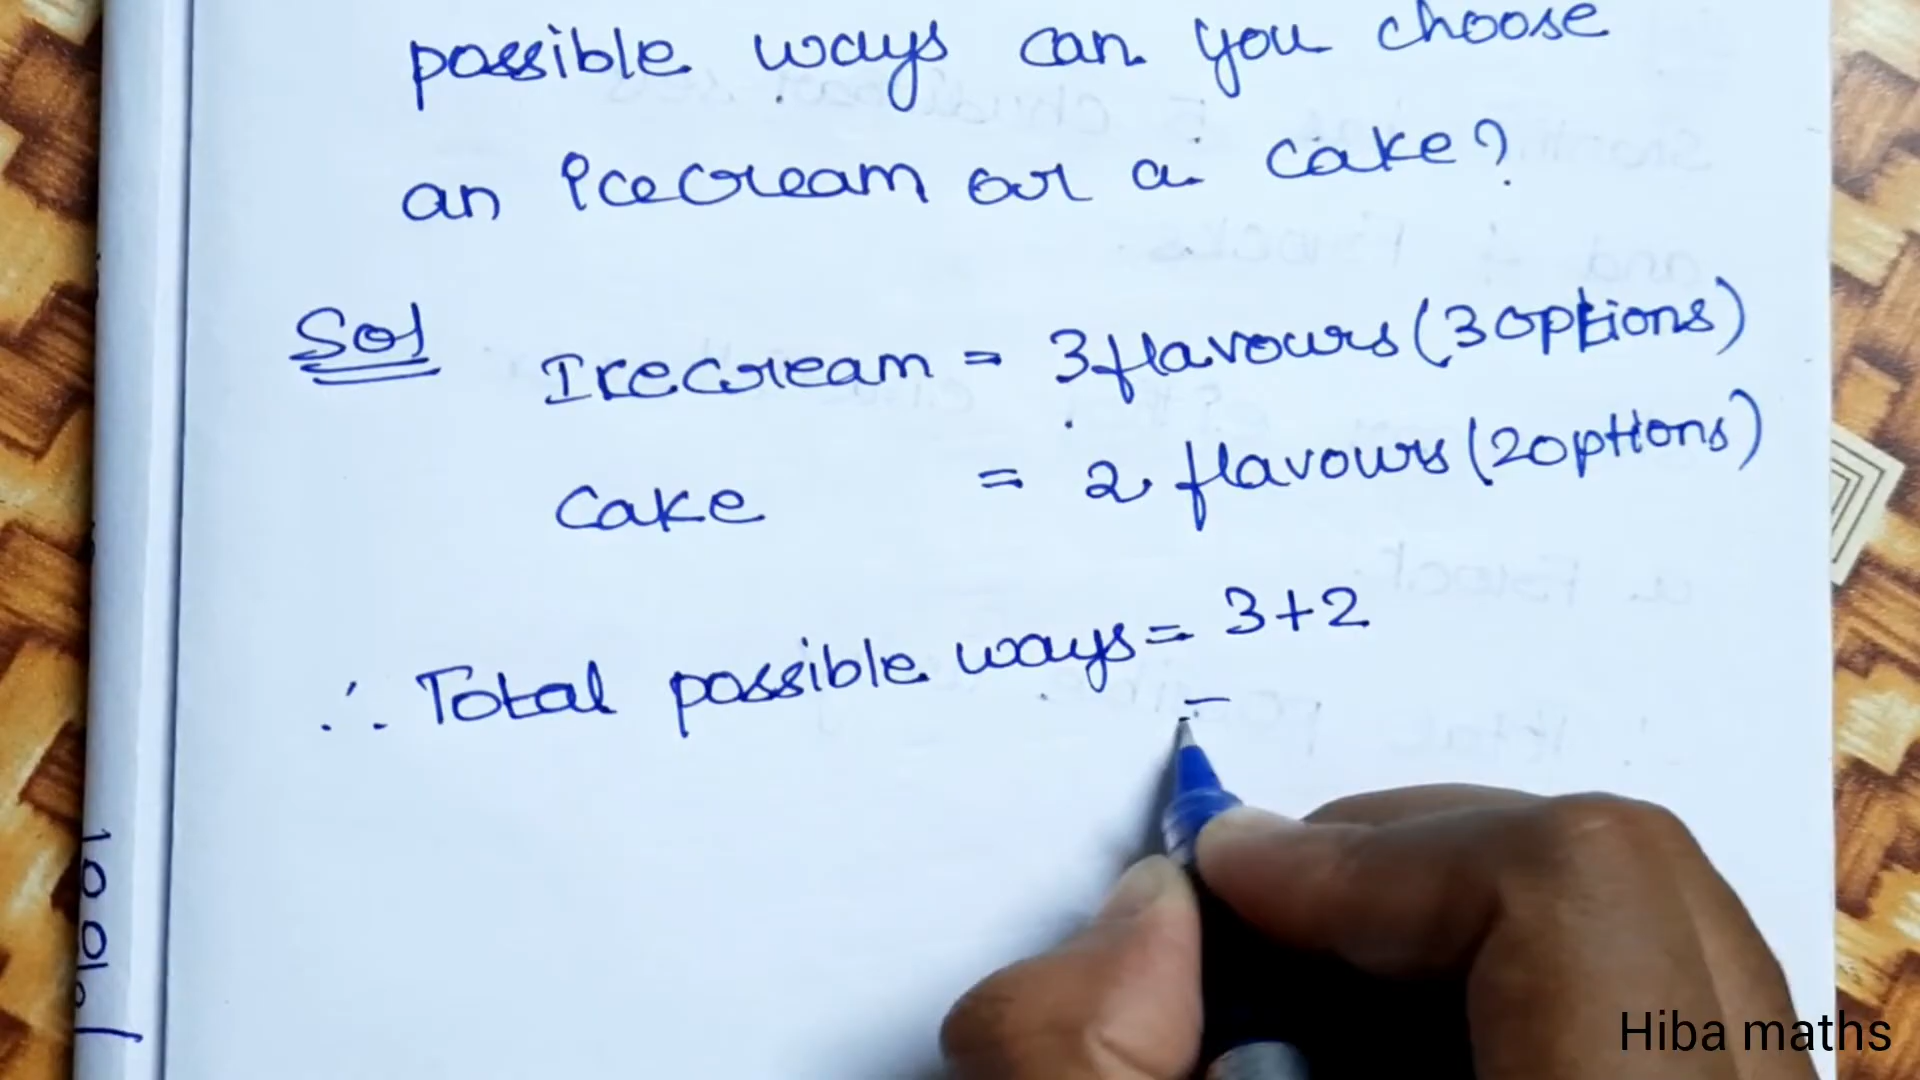 possible ways can you choose
an icecream or a cake?
Sol Icecream = 3 flavours (3 options)
Cake = 2 flavours (2 options)
∴ Total possible ways = 3+2
Hiba maths